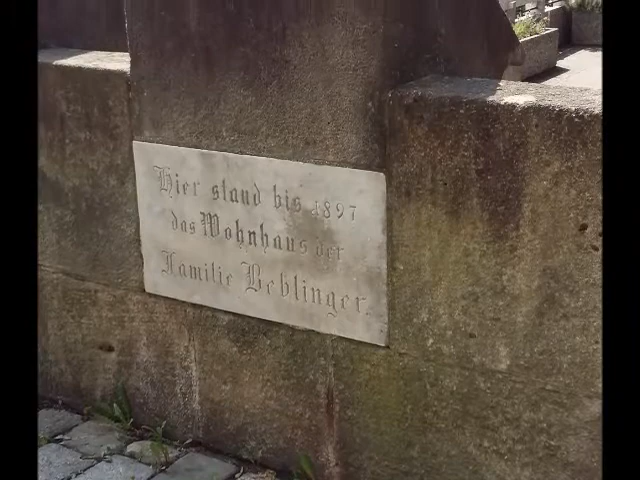 Hier stand bis 1897
das Wohnhaus der
Familie Beblinger.